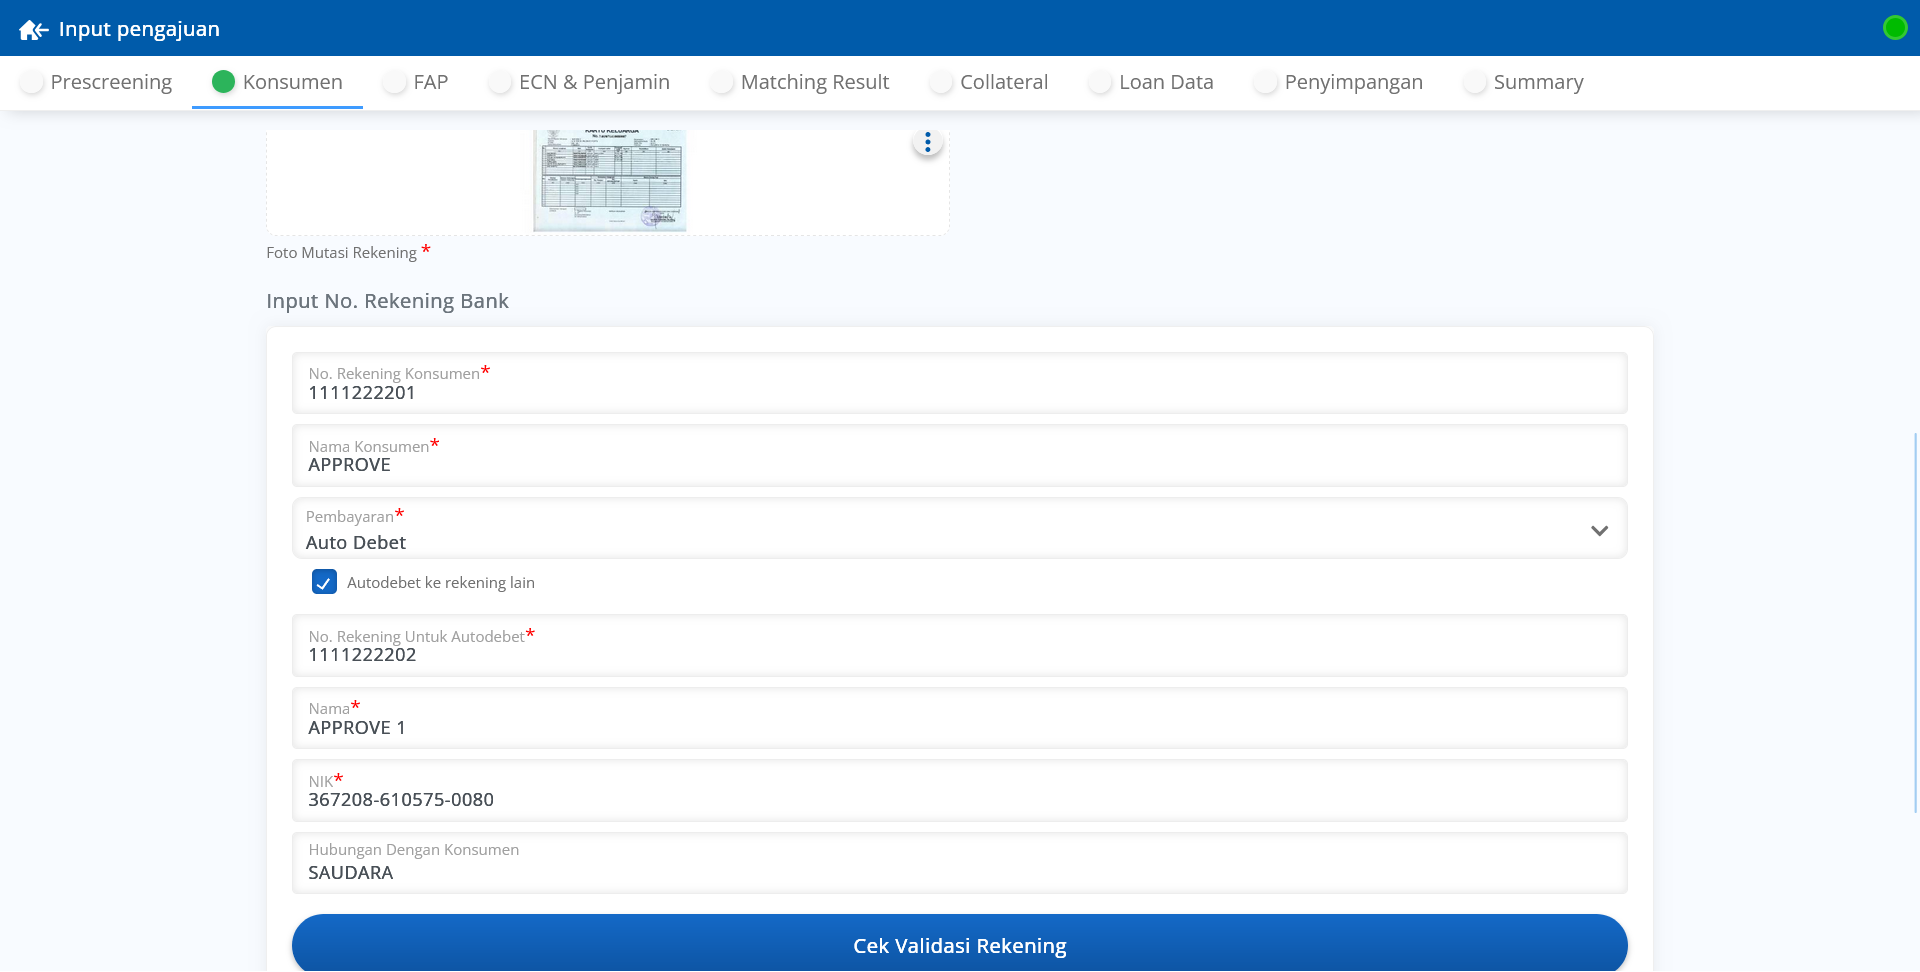 Input pengajuan
Prescreening
Konsumen
FAP
ECN & Penjamin
Matching Result
Collateral
Loan Data
Penyimpangan
Summary
Foto Mutasi Rekening *
Input No. Rekening Bank
No. Rekening Konsumen*
1111222201
Nama Konsumen*
APPROVE
Pembayaran*
Auto Debet
Autodebet ke rekening lain
No. Rekening Untuk Autodebet*
1111222202
Nama*
APPROVE 1
NIK*
367208-610575-0080
Hubungan Dengan Konsumen
SAUDARA
Cek Validasi Rekening